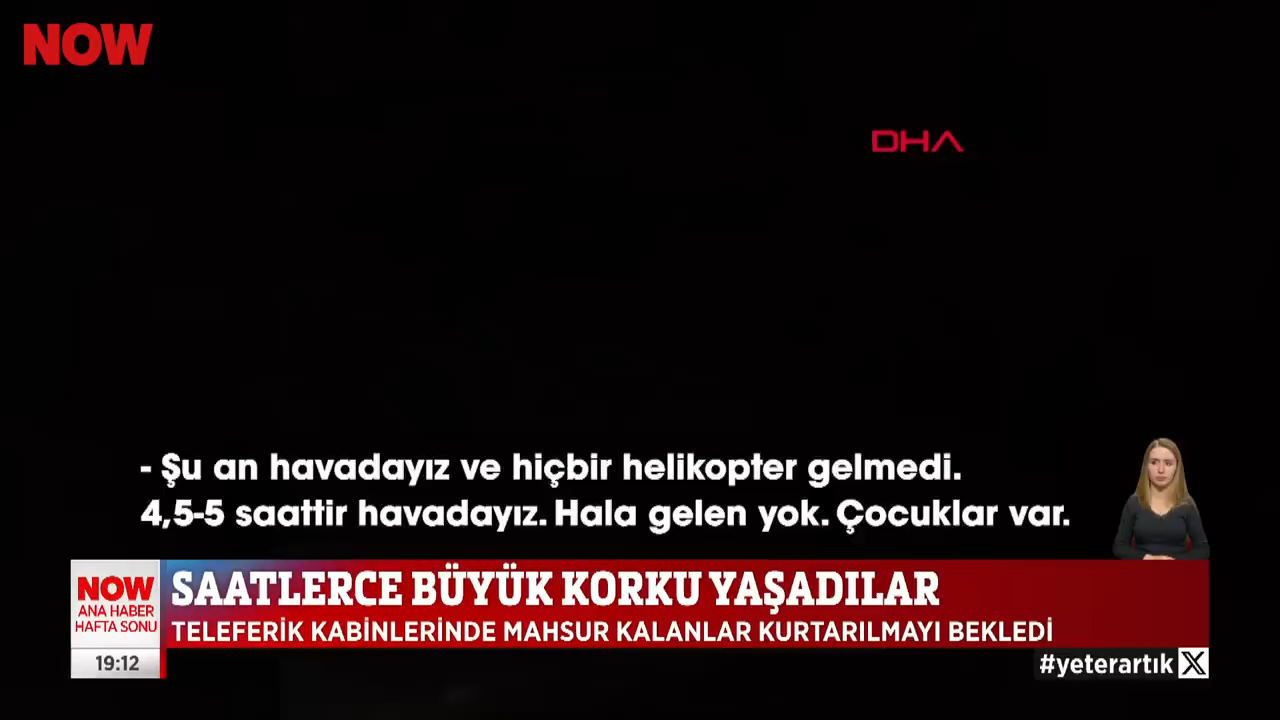 NOW
DHA
- Şu an havadayız ve hiçbir helikopter gelmedi.
4,5-5 saattir havadayız. Hala gelen yok. Çocuklar var.
NOW
ANA HABER
HAFTA SONU
SAATLERCE BÜYÜK KORKU YAŞADILAR
TELEFERİK KABİNLERİNDE MAHSUR KALANLAR KURTARILMAYI BEKLEDİ
19:12
#yeterartık X